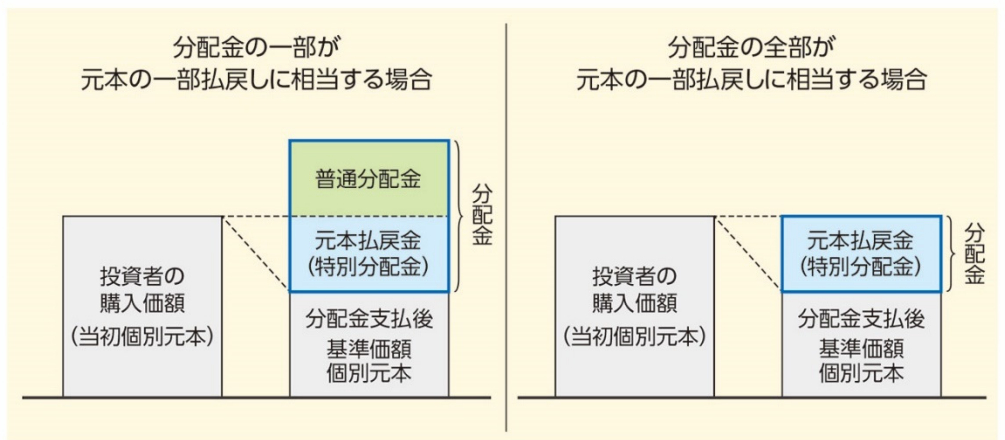 分配金の一部が
元本の一部払戻しに相当する場合
普通分配金
元本払戻金
(特別分配金)
分配金
投資者の
購入価額
(当初個別元本)
分配金支払後
基準価額
個別元本
分配金の全部が
元本の一部払戻しに相当する場合
元本払戻金
(特別分配金)
分配金
投資者の
購入価額
(当初個別元本)
分配金支払後
基準価額
個別元本